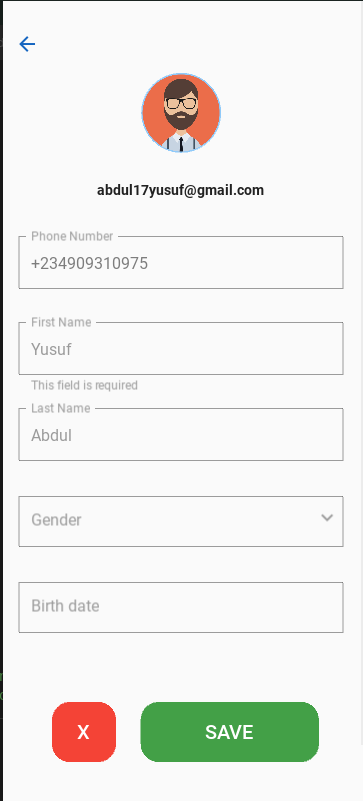 abdul17yusuf@gmail.com
Phone Number
+234909310975
First Name
Yusuf
This field is required
Last Name
Abdul
Gender
Birth date
X
SAVE